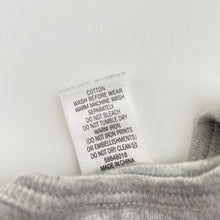 COTTON
WASH BEFORE WEAR
WARM MACHINE WASH
SEPARATELY
DO NOT BLEACH
DO NOT TUMBLE DRY
WARM IRON
(DO NOT IRON PRINTS
OR EMBELLISHMENTS)
DO NOT DRY CLEAN
58648018
MADE IN CHINA